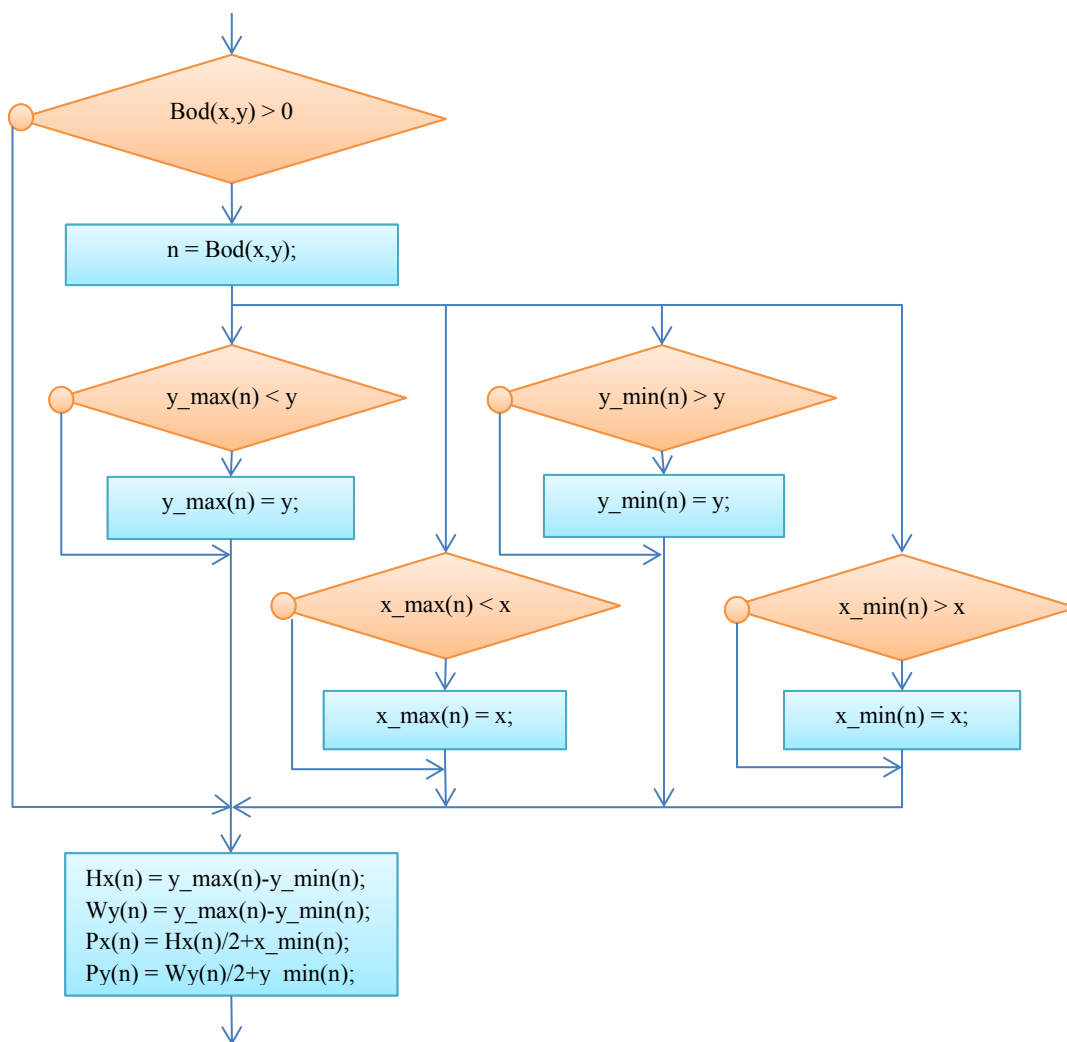 Bod(x,y) > 0
n = Bod(x,y);
y_max(n) < y
y_min(n) > y
y_max(n) = y;
y_min(n) = y;
x_max(n) < x
x_min(n) > x
x_max(n) = x;
x_min(n) = x;
Hx(n) = y_max(n)-y_min(n);
Wy(n) = y_max(n)-y_min(n);
Px(n) = Hx(n)/2+x_min(n);
Py(n) = Wy(n)/2+y_min(n);